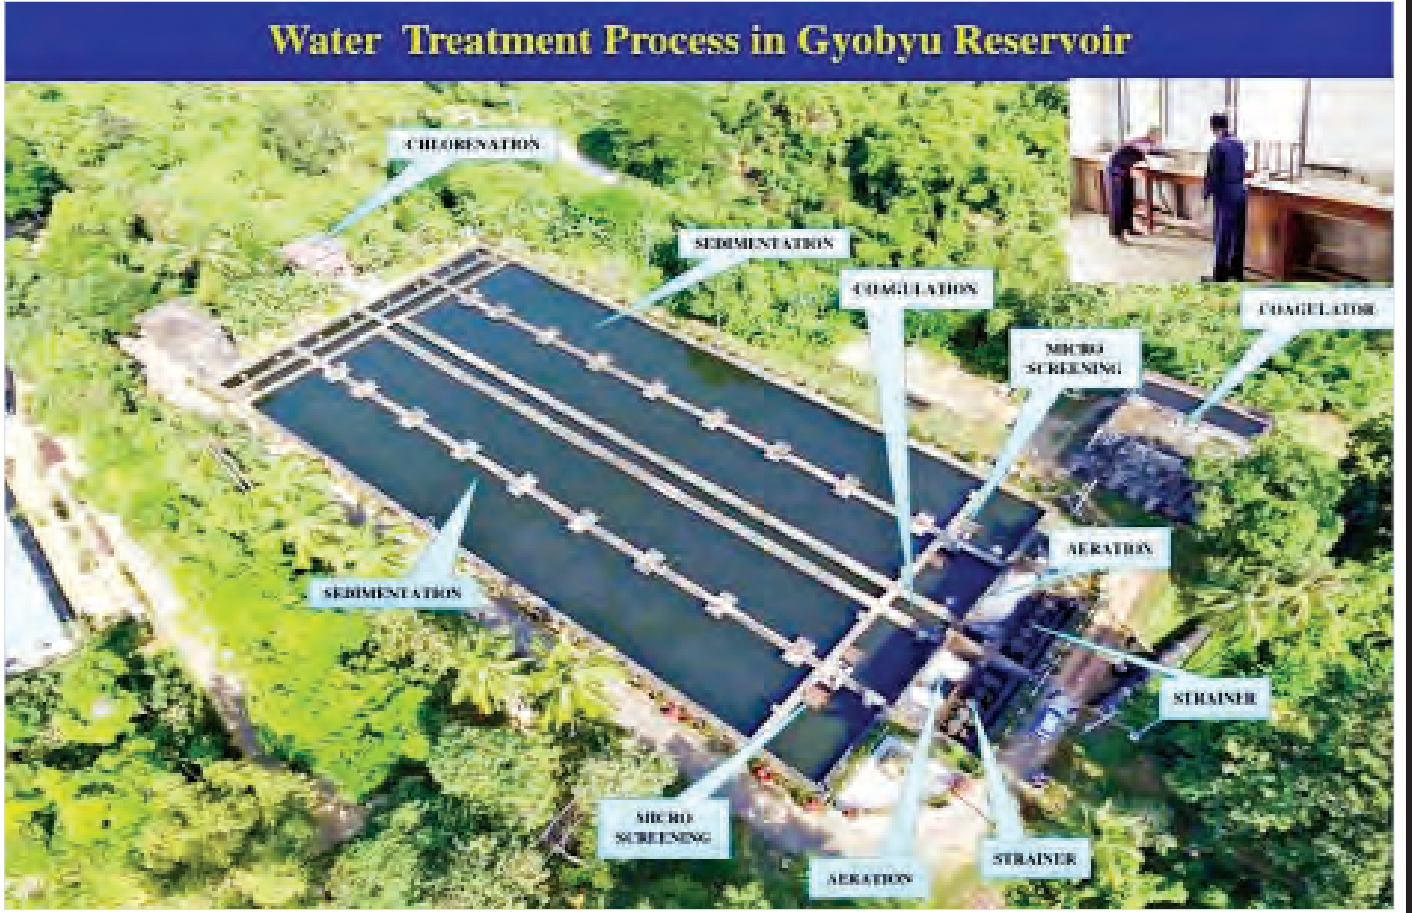 Water Treatment Process in Gyobyu Reservoir
CHLORENATION
SEDIMENTATION
COAGULATION
COAGULATOR
MICRO
SCREENING
AERATION
SEDIMENTATION
STRAINER
MICRO
SCREENING
STRAINER
AERATION